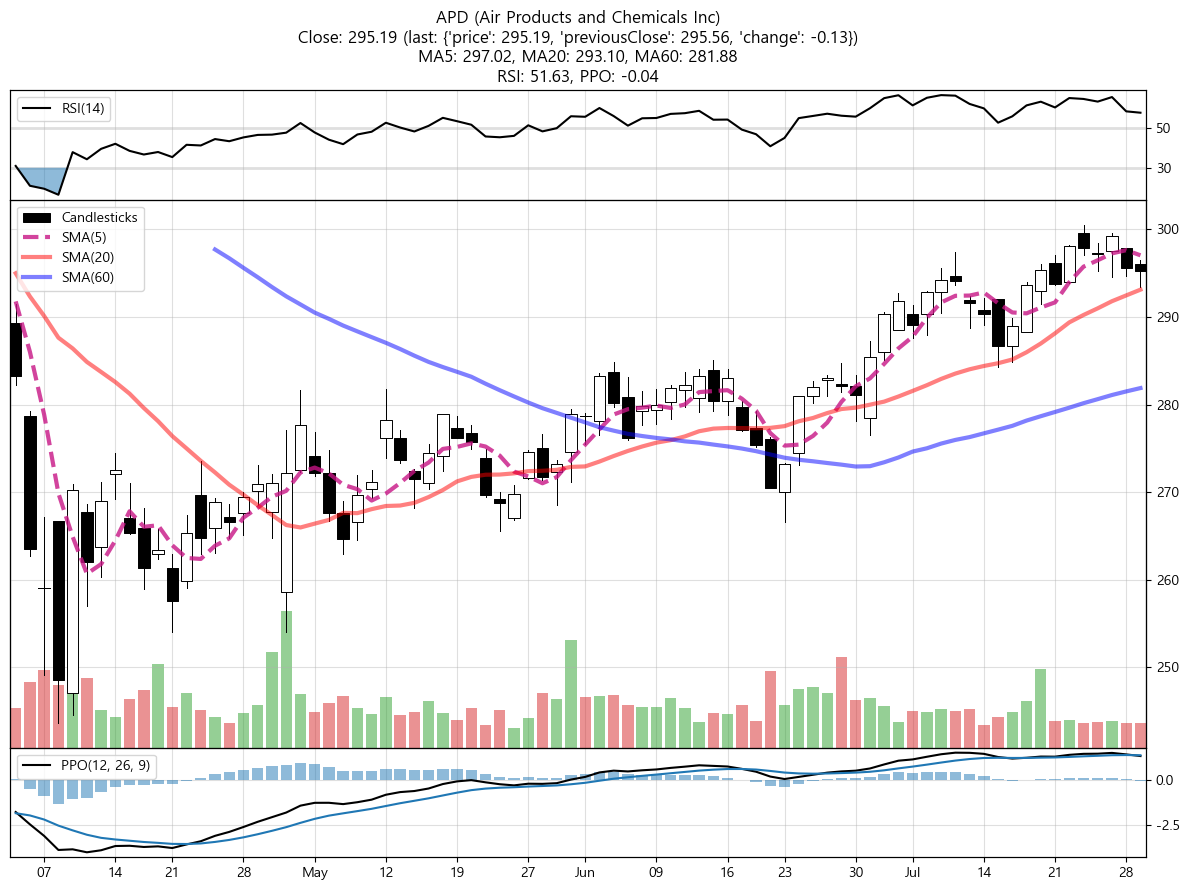 APD (Air Products and Chemicals Inc)
Close: 295.19 (last: {'price': 295.19, 'previousClose': 295.56, 'change': -0.13})
MA5: 297.02, MA20: 293.10, MA60: 281.88
RSI: 51.63, PPO: -0.04
RSI(14)
50
30
Candlesticks
SMA(5)
SMA(20)
SMA(60)
300
290
280
270
260
250
PPO(12, 26, 9)
0.0
-2.5
07 14 21 28 May 12 19 27 Jun 09 16 23 30 Jul 14 21 28